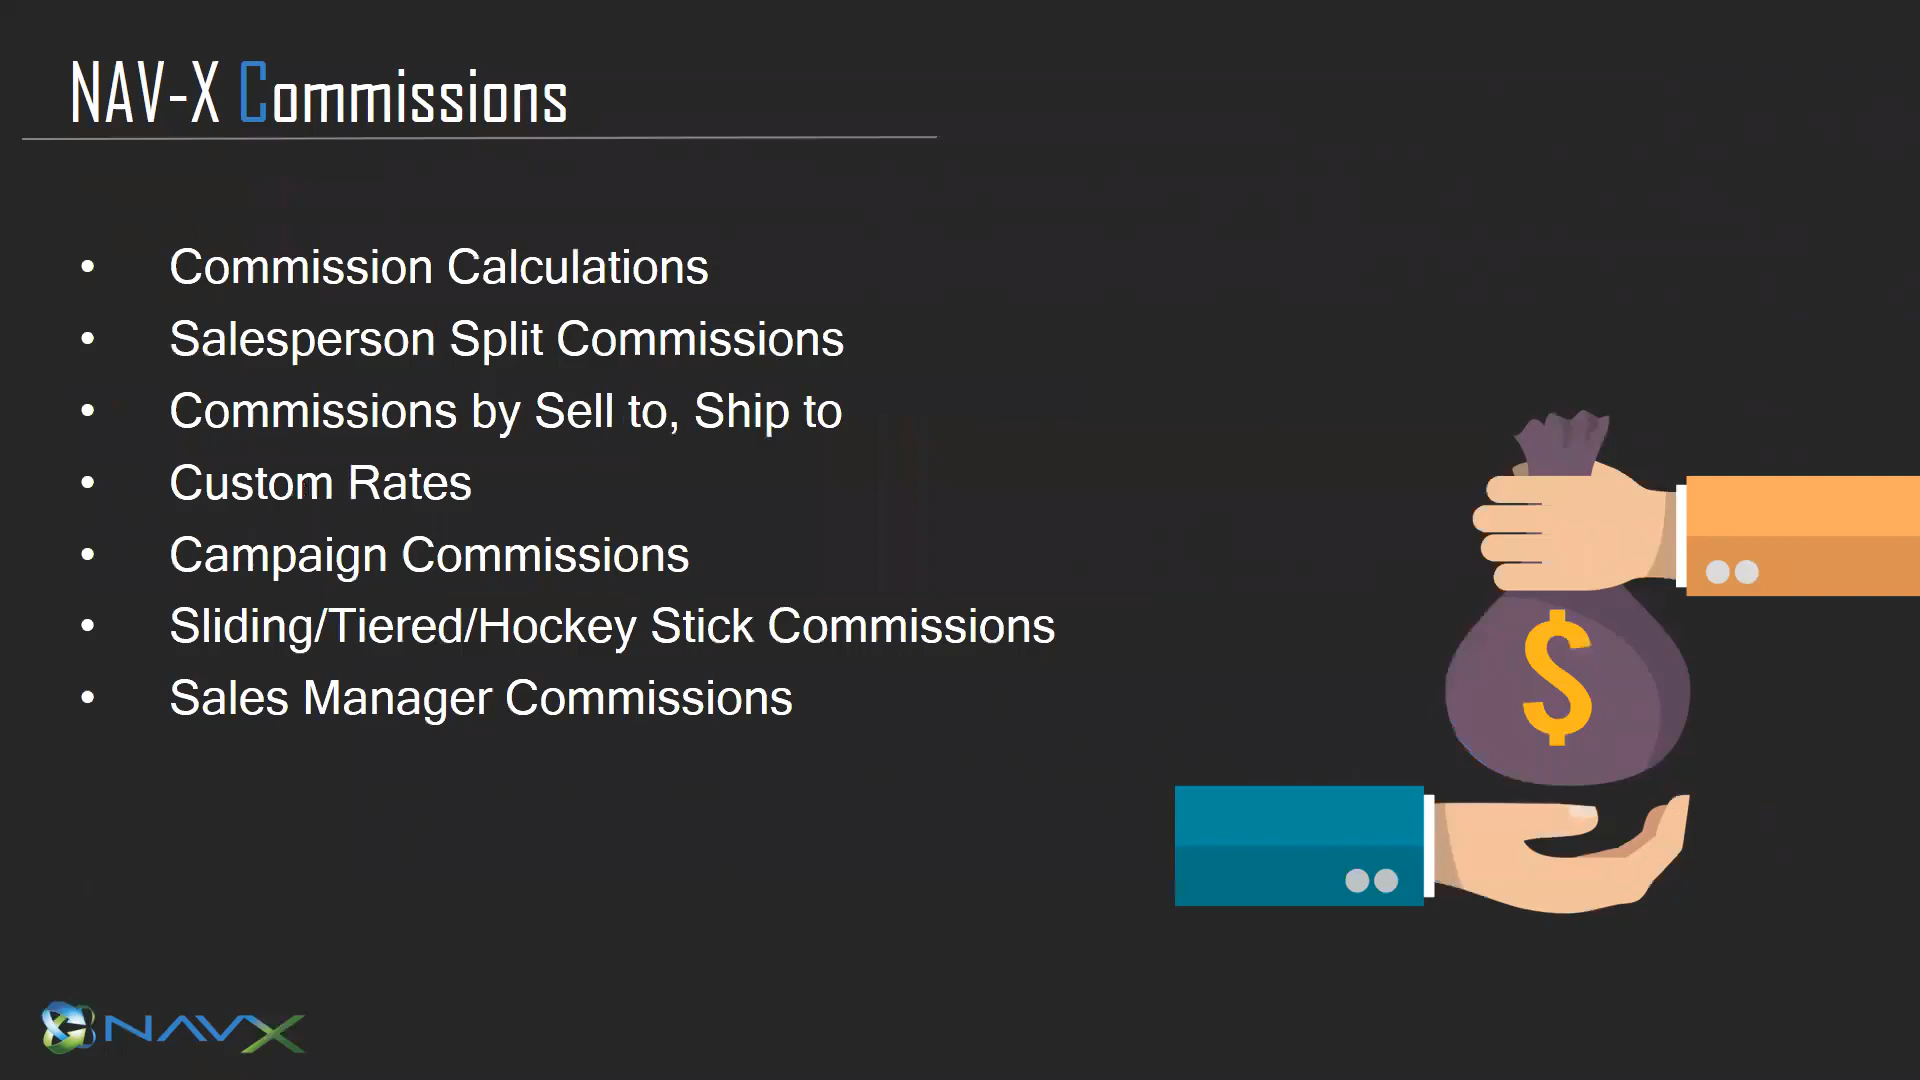 NAV-X Commissions
• Commission Calculations
• Salesperson Split Commissions
• Commissions by Sell to, Ship to
• Custom Rates
• Campaign Commissions
• Sliding/Tiered/Hockey Stick Commissions
• Sales Manager Commissions
$
NAVX